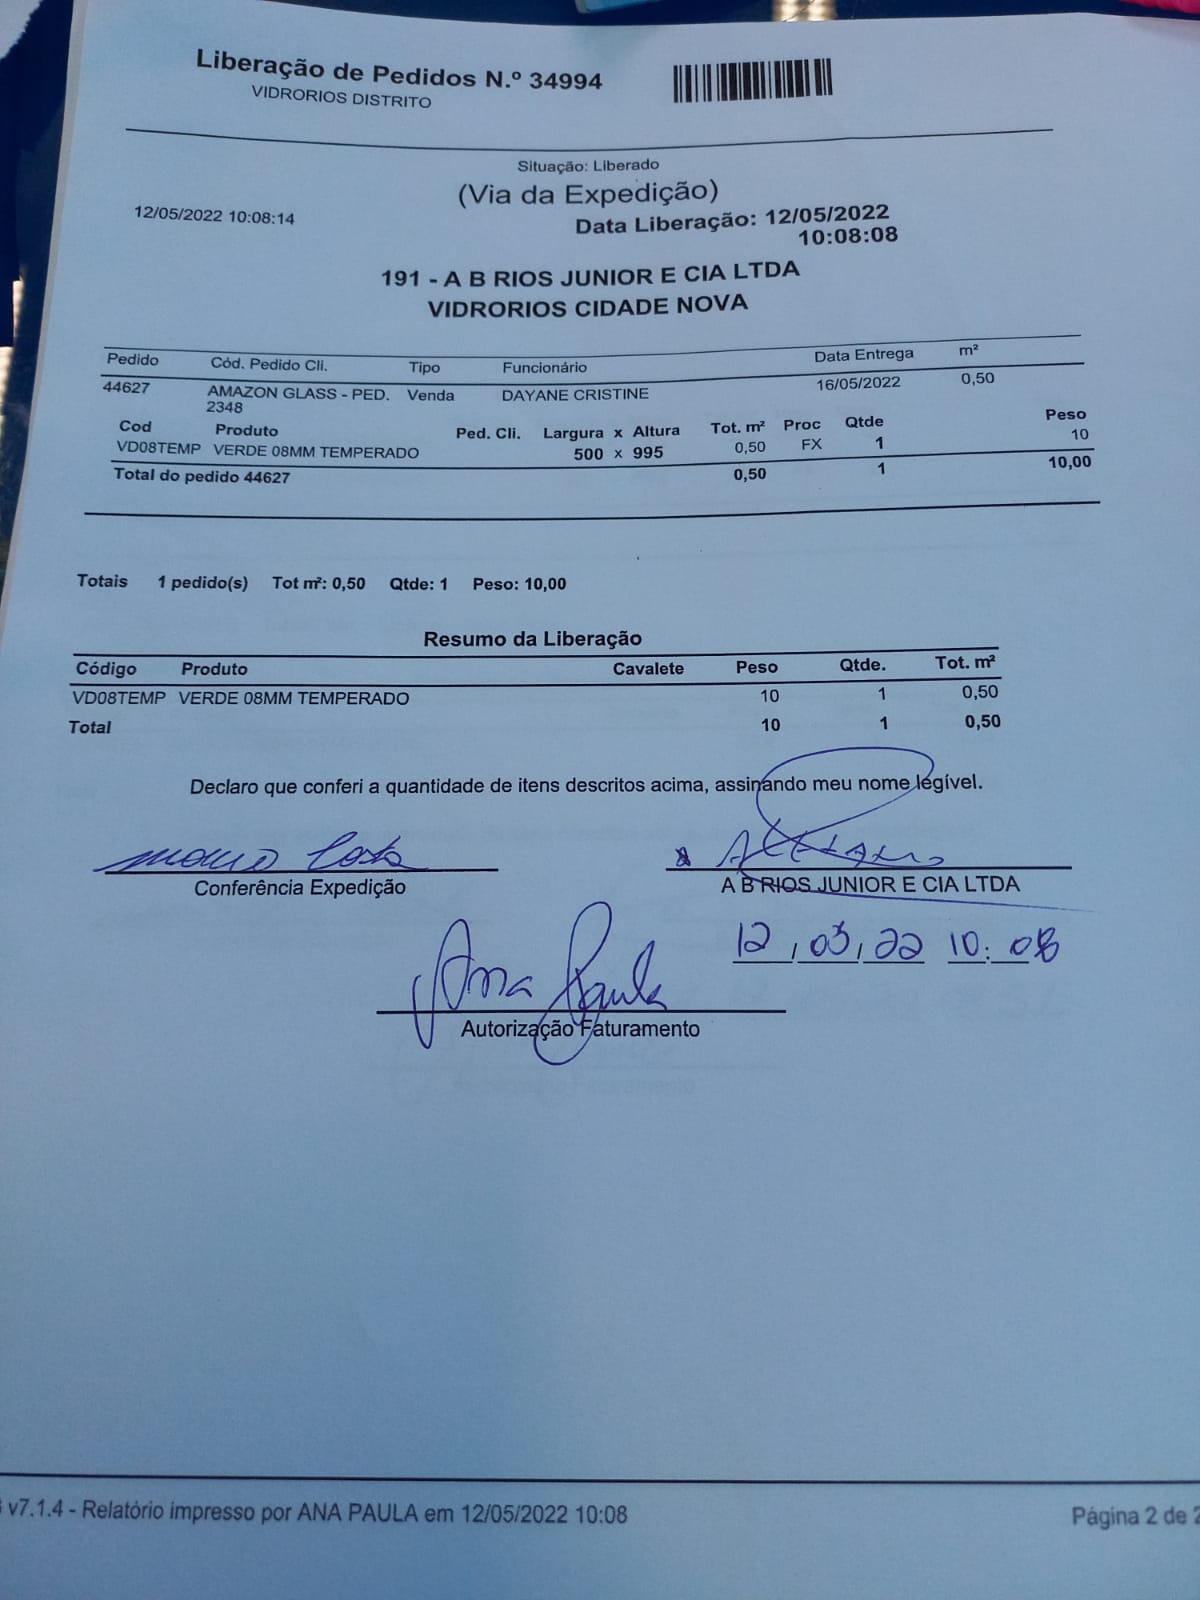 Liberação de Pedidos N.º 34994
VIDRORIOS DISTRITO
Situação: Liberado
(Via da Expedição)
12/05/2022 10:08:14
Data Liberação: 12/05/2022
10:08:08
191 - A B RIOS JUNIOR E CIA LTDA
VIDRORIOS CIDADE NOVA
Pedido Cód. Pedido Cli. Tipo Funcionário Data Entrega m²
44627 AMAZON GLASS - PED. Venda DAYANE CRISTINE 16/05/2022 0,50
2348
Cod Produto Ped. Cli. Largura x Altura Tot. m² Proc Qtde Peso
VD08TEMP VERDE 08MM TEMPERADO 500 x 995 0,50 FX 1 10
Total do pedido 44627 0,50 1 10,00
Totais 1 pedido(s) Tot m²: 0,50 Qtde: 1 Peso: 10,00
Resumo da Liberação
Código Produto Cavalete Peso Qtde. Tot. m²
VD08TEMP VERDE 08MM TEMPERADO 10 1 0,50
Total 10 1 0,50
Declaro que conferi a quantidade de itens descritos acima, assinando meu nome legível.
Conferência Expedição
A B RIOS JUNIOR E CIA LTDA
12/05/22 10:08
Ana Paula
Autorização Faturamento
v7.1.4 - Relatório impresso por ANA PAULA em 12/05/2022 10:08
Página 2 de 2